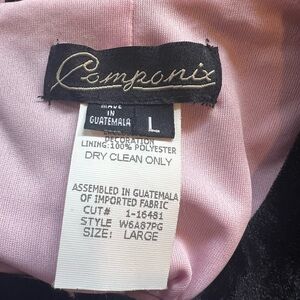 Companix
MADE
IN
GUATEMALA
L
DECORATION
LINING:100% POLYESTER
DRY CLEAN ONLY
ASSEMBLED IN GUATEMALA
OF IMPORTED FABRIC
CUT# 1-16481
STYLE W6A87PG
SIZE: LARGE